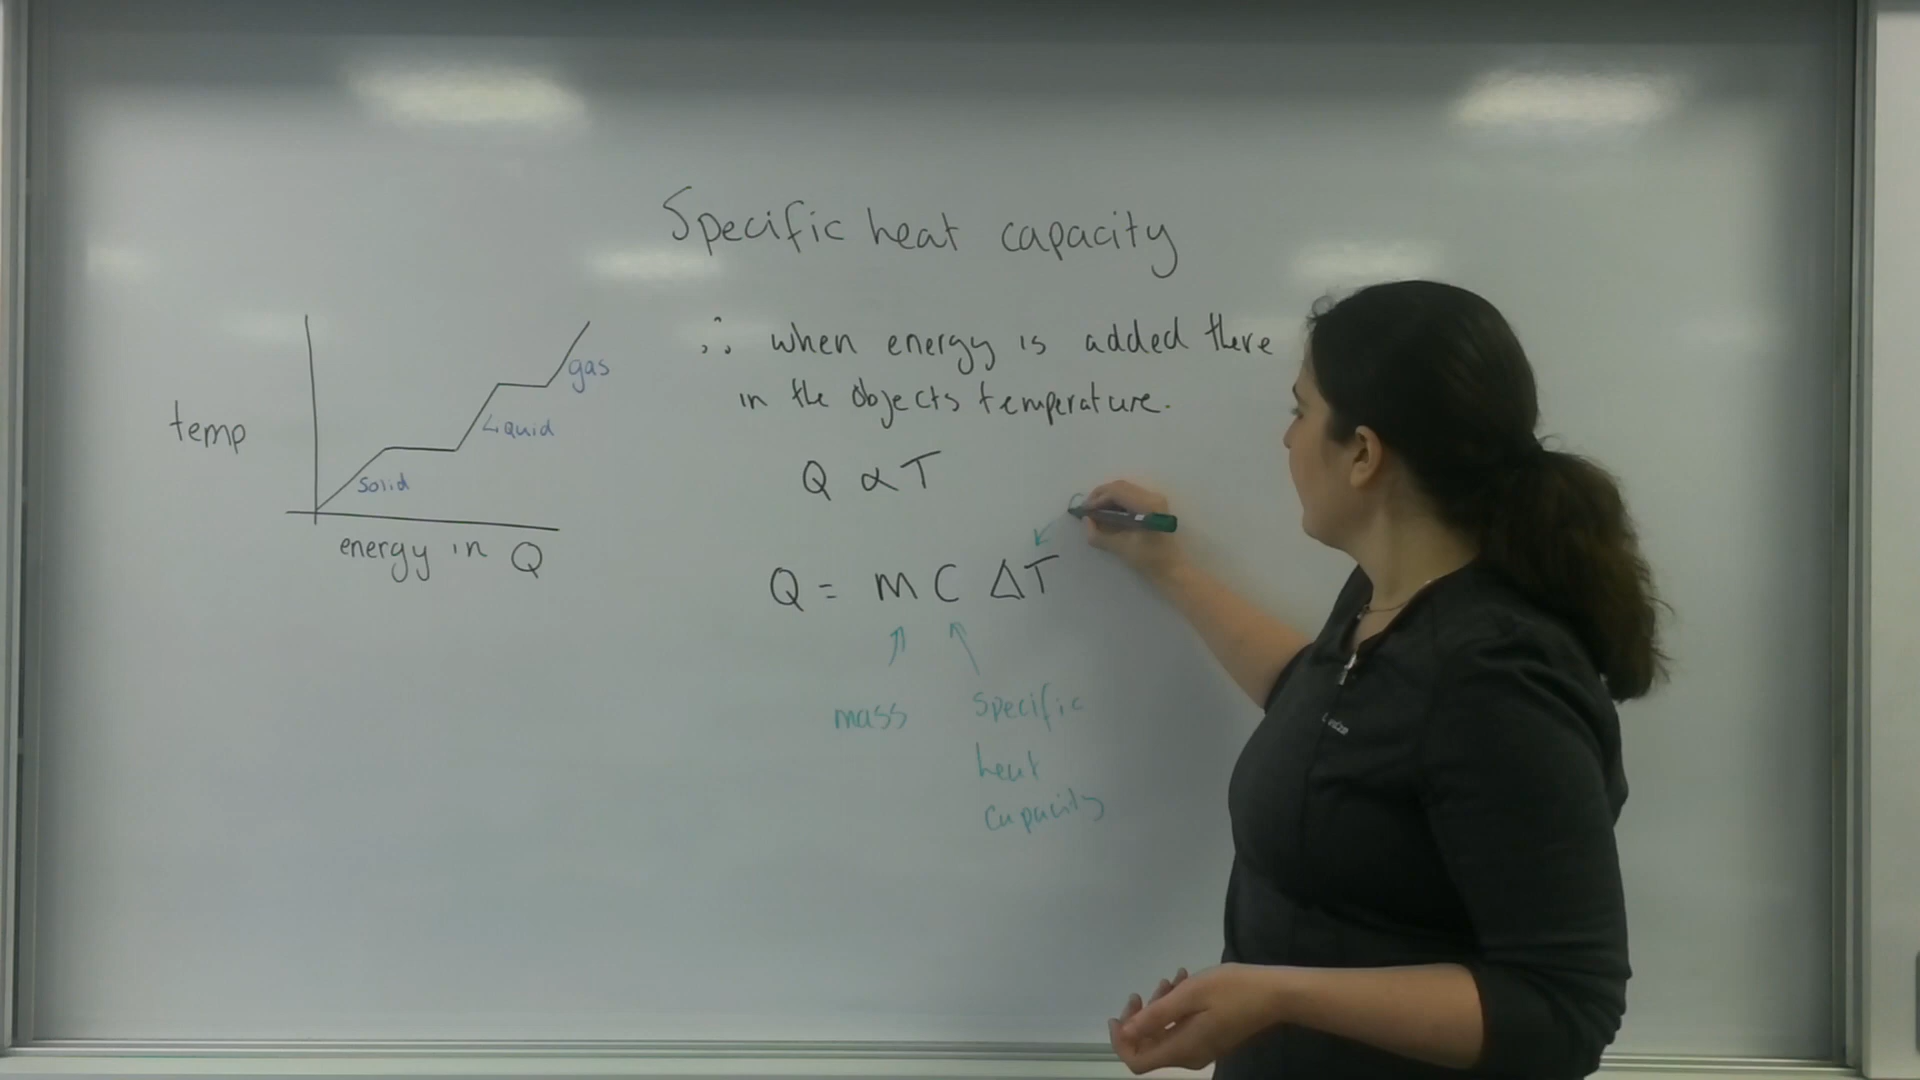 Specific heat capacity
∴ when energy is added there
in the objects temperature.
Q ∝ T
Q = m C ΔT
mass
specific
heat
capacity
temp
solid
Liquid
gas
energy in Q